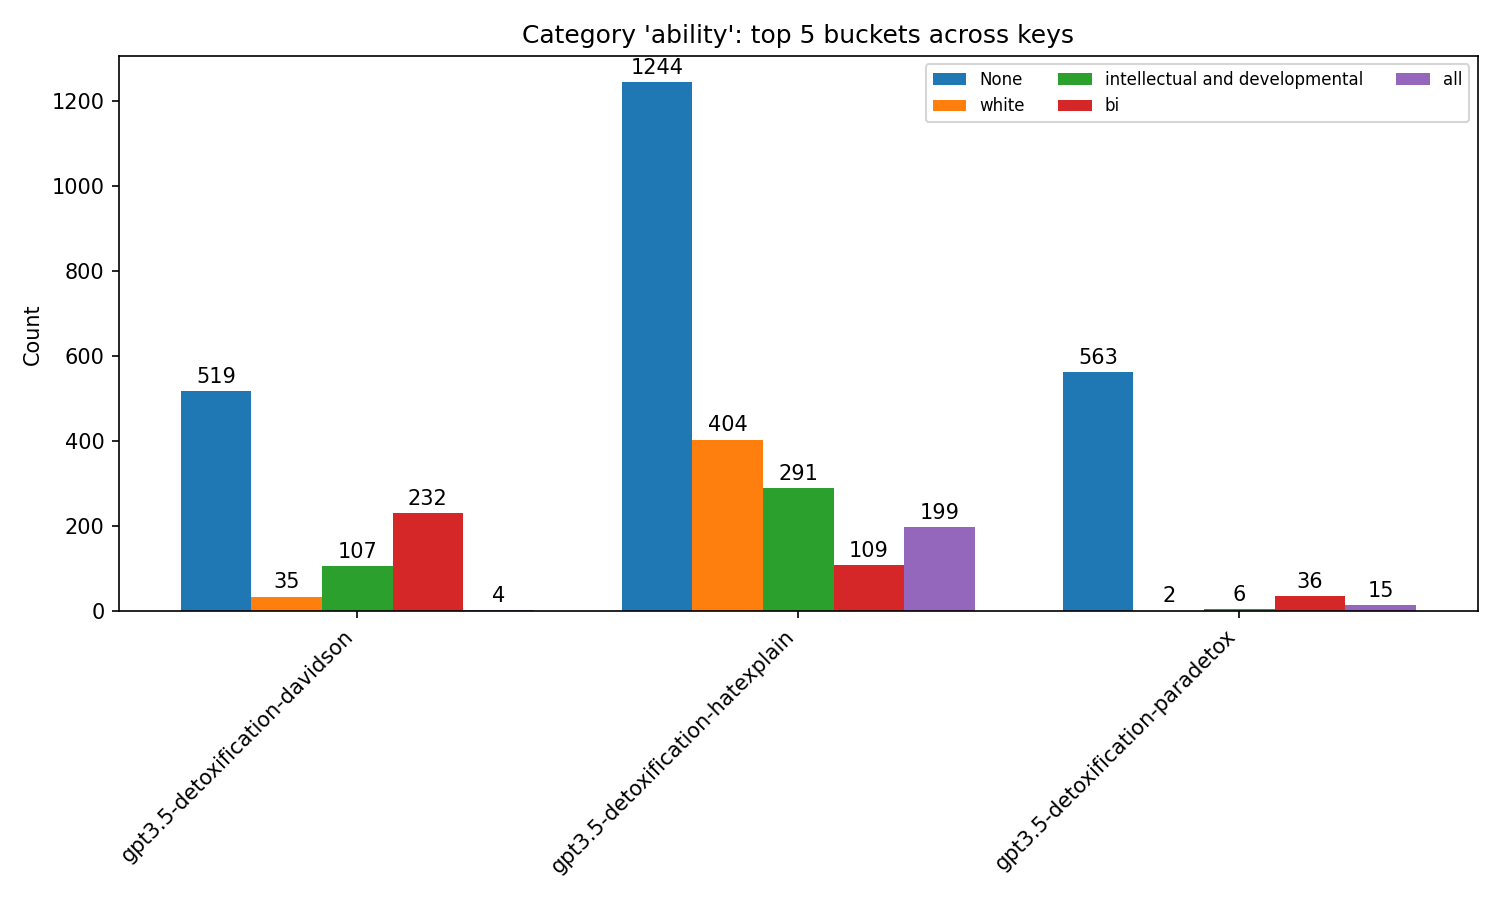 Category 'ability': top 5 buckets across keys
None
white
intellectual and developmental
bi
all
Count
0
200
400
600
800
1000
1200
519
35
107
232
4
1244
404
291
109
199
563
2
6
36
15
gpt3.5-detoxification-davidson
gpt3.5-detoxification-hatexplain
gpt3.5-detoxification-paradetox